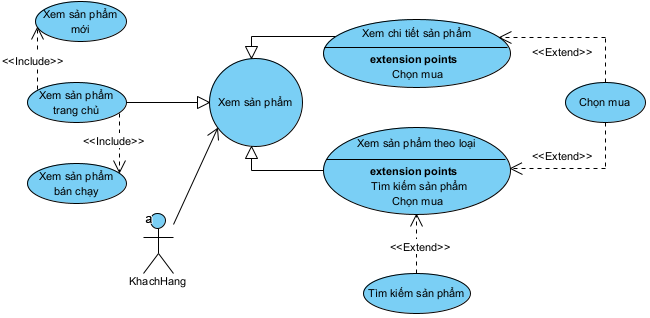 Xem sản phẩm
mới
<<Include>>
Xem sản phẩm
trang chủ
<<Include>>
Xem sản phẩm
bán chạy
Xem sản phẩm
a
KhachHang
Xem chi tiết sản phẩm
extension points
Chọn mua
<<Extend>>
Chọn mua
<<Extend>>
Xem sản phẩm theo loại
extension points
Tìm kiếm sản phẩm
Chọn mua
<<Extend>>
Tìm kiếm sản phẩm